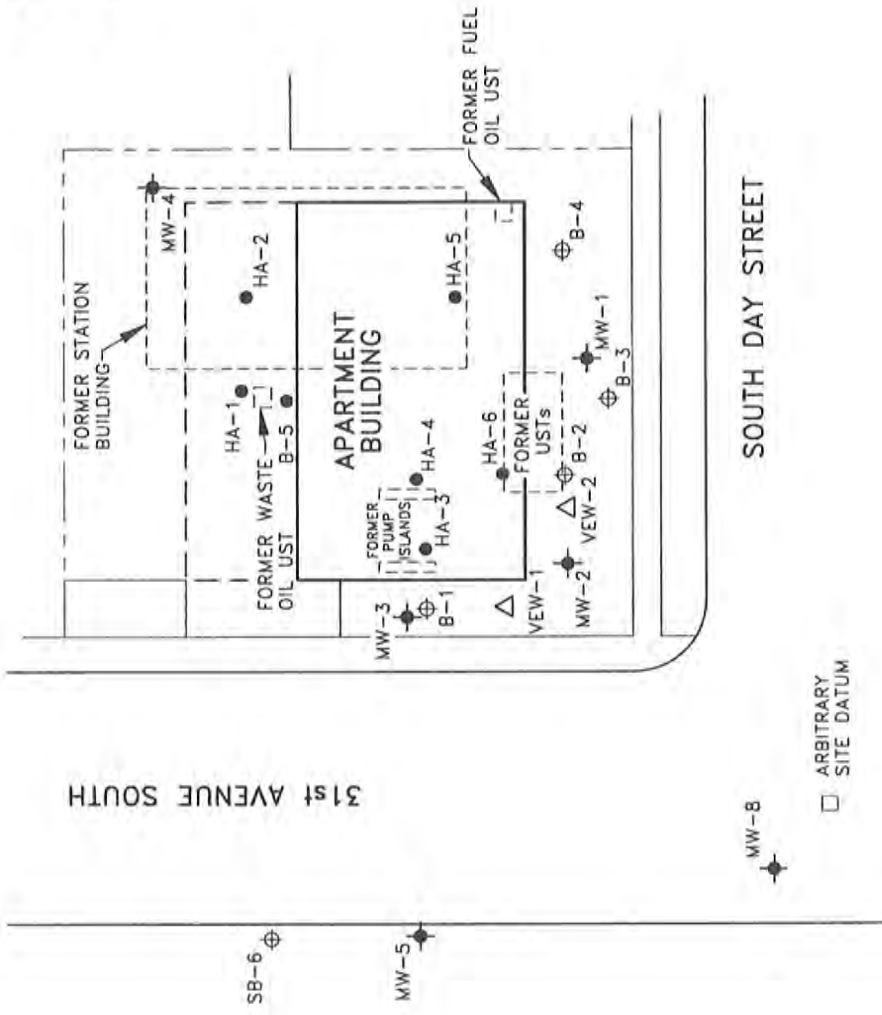 FORMER STATION
BUILDING
MW-4
HA-2
HA-1
FORMER WASTE
OIL UST
B-5
APARTMENT
BUILDING
HA-5
FORMER FUEL
OIL UST
HA-4
FORMER
PUMP
ISLANDS
HA-3
HA-6
FORMER
USTs
MW-3
B-1
VEW-1
MW-2
VEW-2
B-2
B-3
MW-1
B-4
SOUTH DAY STREET
31st AVENUE SOUTH
SB-6
MW-5
MW-8
ARBITRARY
SITE DATUM